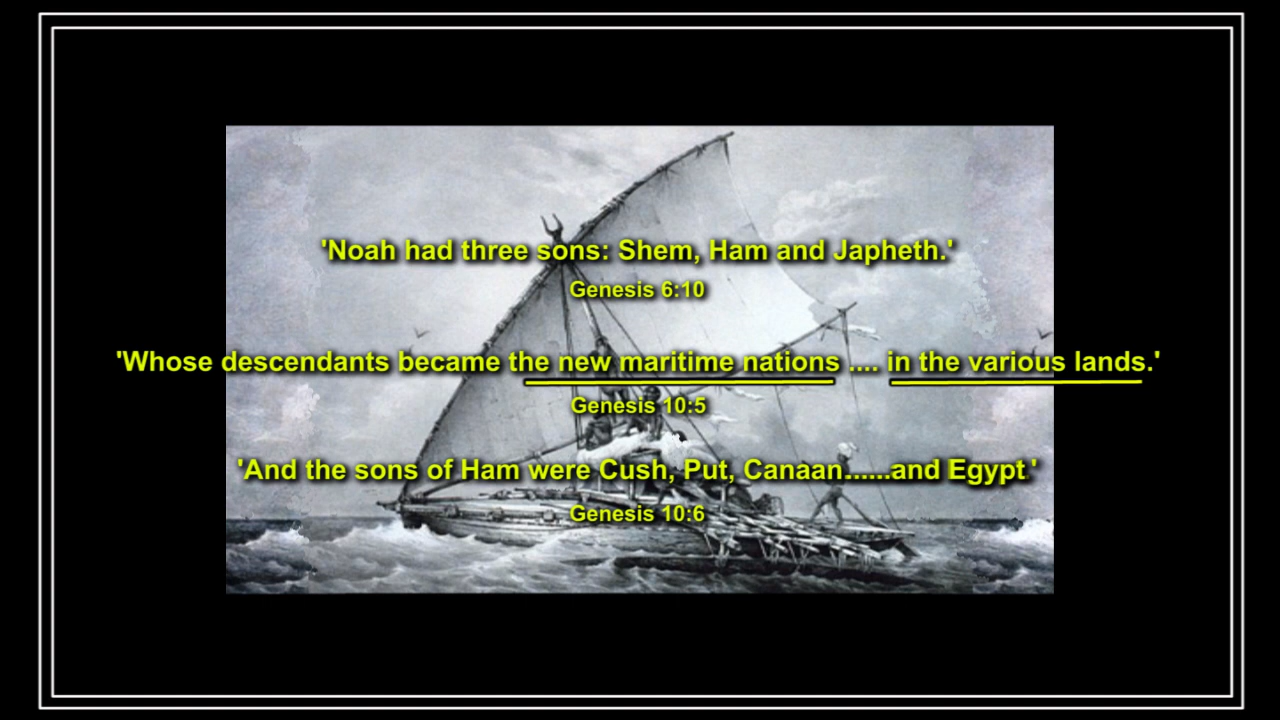 'Noah had three sons: Shem, Ham and Japheth.'
Genesis 6:10
'Whose descendants became the new maritime nations .... in the various lands.'
Genesis 10:5
'And the sons of Ham were Cush, Put, Canaan......and Egypt'
Genesis 10:6